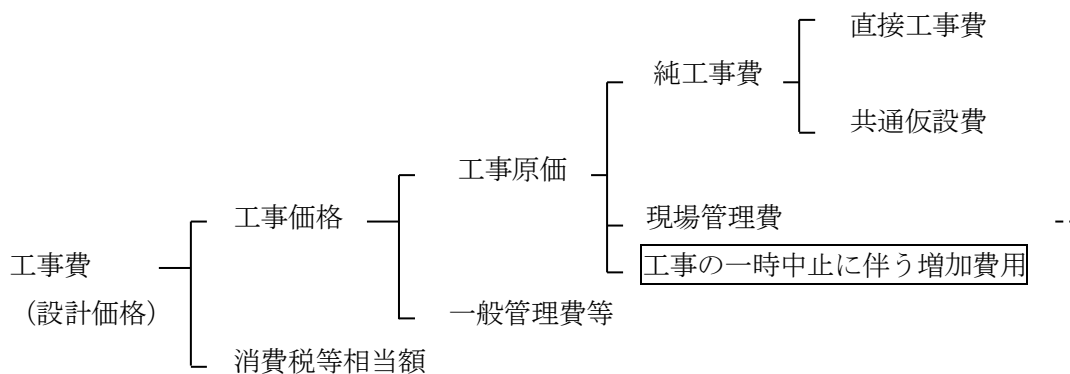 直接工事費
純工事費
共通仮設費
工事原価
工事価格
現場管理費
工事費
工事の一時中止に伴う増加費用
（設計価格）
一般管理費等
消費税等相当額